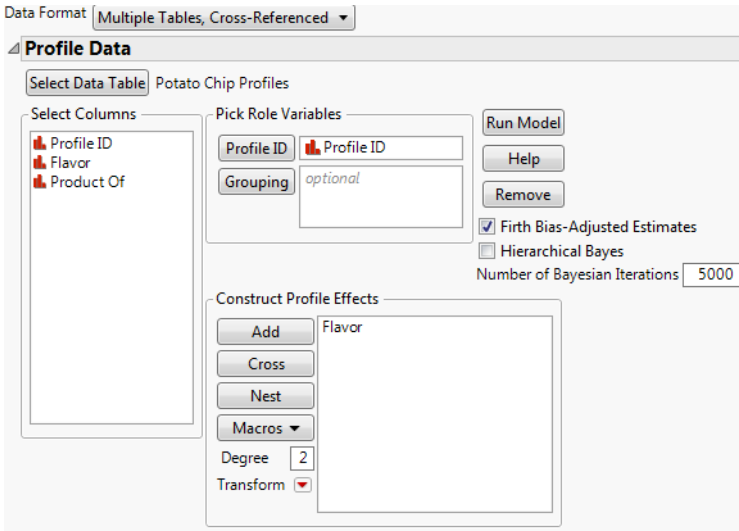 Data Format Multiple Tables, Cross-Referenced
Profile Data
Select Data Table Potato Chip Profiles
Select Columns
Profile ID
Flavor
Product Of
Pick Role Variables
Profile ID Profile ID
Grouping optional
Run Model
Help
Remove
Firth Bias-Adjusted Estimates
Hierarchical Bayes
Number of Bayesian Iterations 5000
Construct Profile Effects
Add
Cross
Nest
Macros
Degree 2
Transform
Flavor